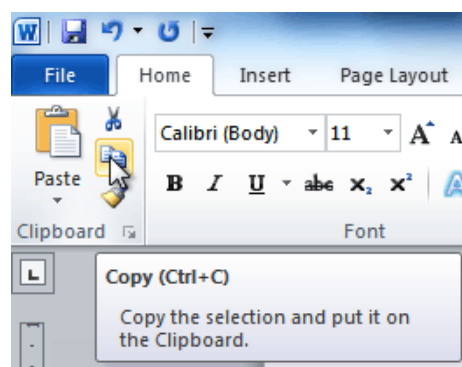 W
File Home Insert Page Layout
Calibri (Body) 11 A A
Paste
B I U abc x₂ x² A
Clipboard Font
L
Copy (Ctrl+C)
Copy the selection and put it on
the Clipboard.